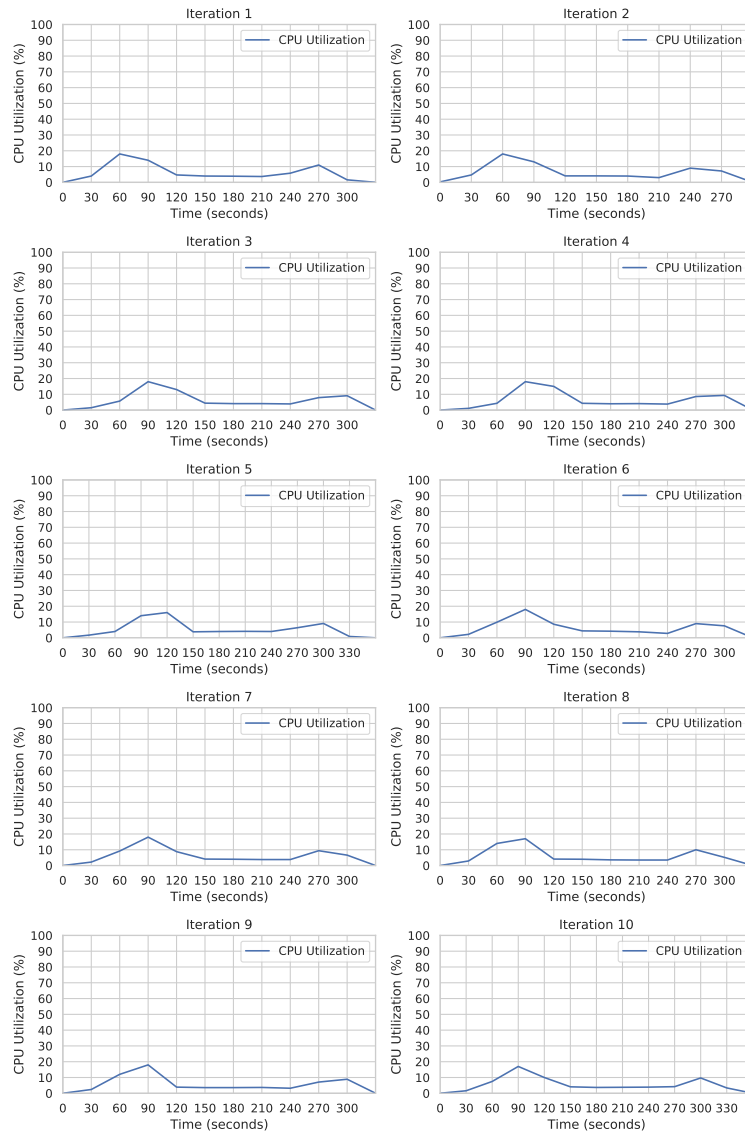 Iteration 1
CPU Utilization (%)
100
90
80
70
60
50
40
30
20
10
0
CPU Utilization
0 30 60 90 120 150 180 210 240 270 300
Time (seconds)
Iteration 2
CPU Utilization (%)
100
90
80
70
60
50
40
30
20
10
0
CPU Utilization
0 30 60 90 120 150 180 210 240 270
Time (seconds)
Iteration 3
CPU Utilization (%)
100
90
80
70
60
50
40
30
20
10
0
CPU Utilization
0 30 60 90 120 150 180 210 240 270 300
Time (seconds)
Iteration 4
CPU Utilization (%)
100
90
80
70
60
50
40
30
20
10
0
CPU Utilization
0 30 60 90 120 150 180 210 240 270 300
Time (seconds)
Iteration 5
CPU Utilization (%)
100
90
80
70
60
50
40
30
20
10
0
CPU Utilization
0 30 60 90 120 150 180 210 240 270 300 330
Time (seconds)
Iteration 6
CPU Utilization (%)
100
90
80
70
60
50
40
30
20
10
0
CPU Utilization
0 30 60 90 120 150 180 210 240 270 300
Time (seconds)
Iteration 7
CPU Utilization (%)
100
90
80
70
60
50
40
30
20
10
0
CPU Utilization
0 30 60 90 120 150 180 210 240 270 300
Time (seconds)
Iteration 8
CPU Utilization (%)
100
90
80
70
60
50
40
30
20
10
0
CPU Utilization
0 30 60 90 120 150 180 210 240 270 300
Time (seconds)
Iteration 9
CPU Utilization (%)
100
90
80
70
60
50
40
30
20
10
0
CPU Utilization
0 30 60 90 120 150 180 210 240 270 300
Time (seconds)
Iteration 10
CPU Utilization (%)
100
90
80
70
60
50
40
30
20
10
0
CPU Utilization
0 30 60 90 120 150 180 210 240 270 300 330
Time (seconds)